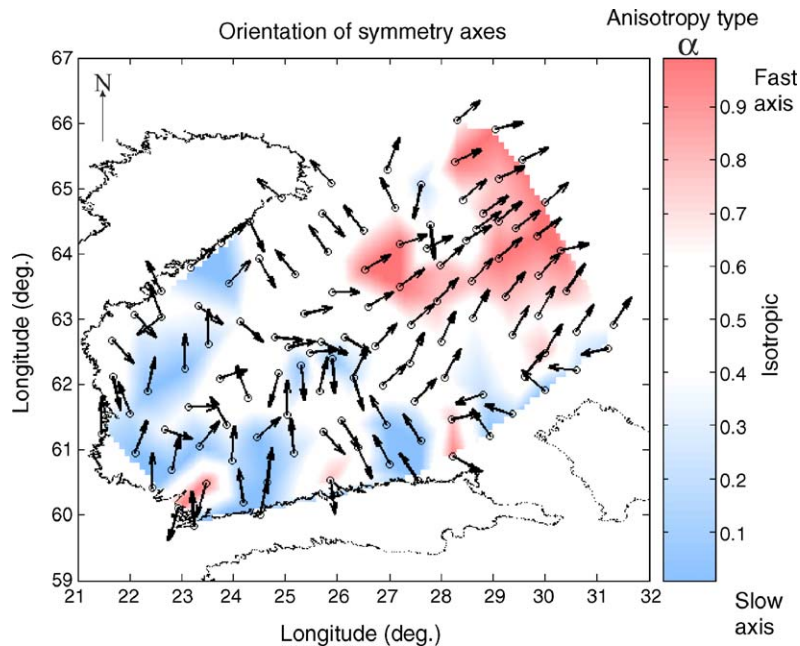 Orientation of symmetry axes
Anisotropy type
α
67
66
65
64
63
62
61
60
59
N
Longitude (deg.)
21 22 23 24 25 26 27 28 29 30 31 32
Longitude (deg.)
0.9
0.8
0.7
0.6
0.5
0.4
0.3
0.2
0.1
Fast
axis
Isotropic
Slow
axis